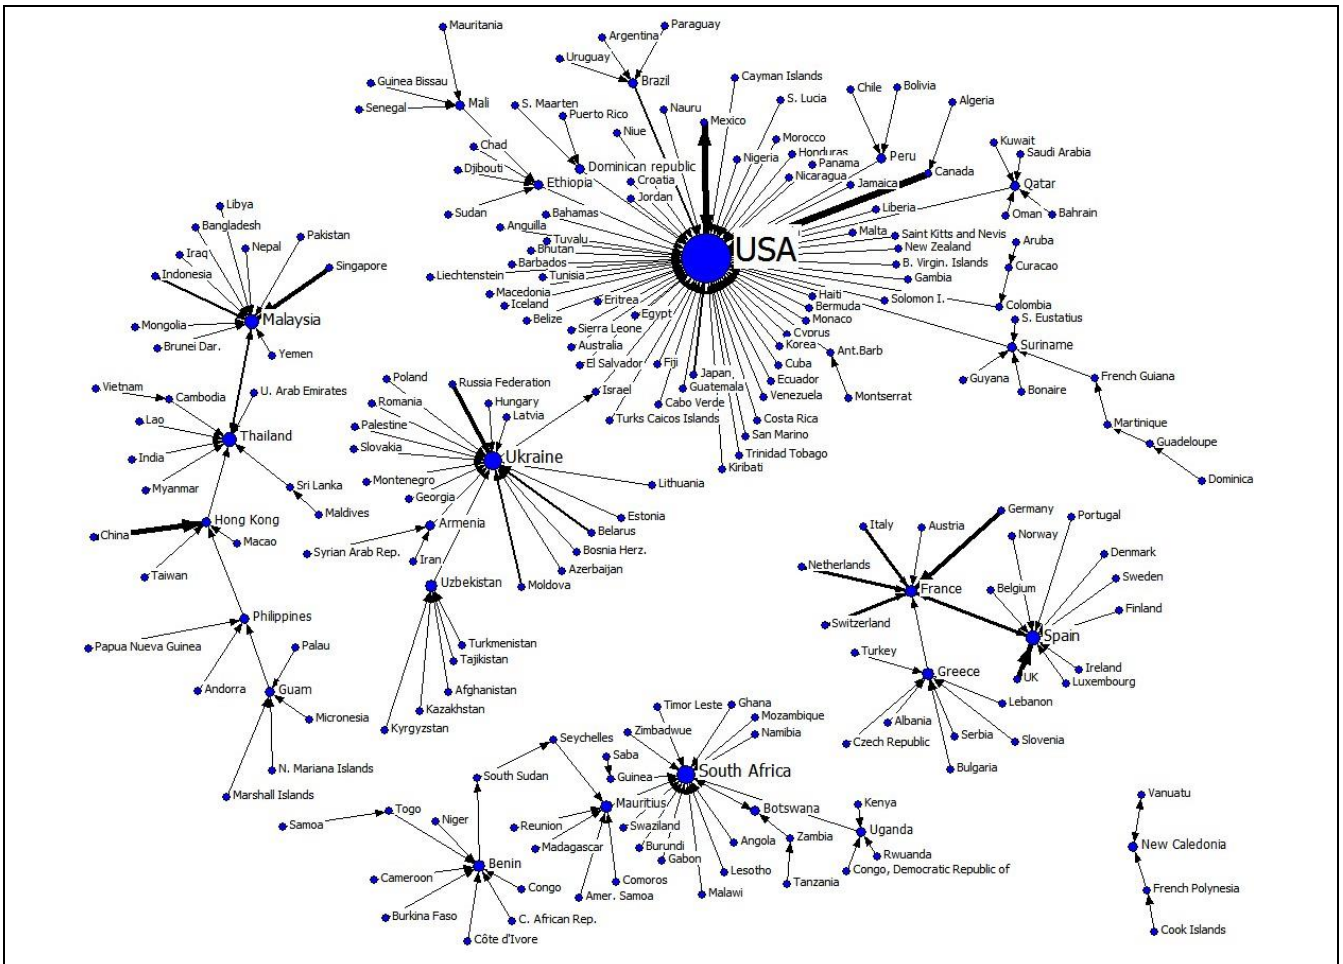 Mauritania
Paraguay
Argentina
Uruguay
Brazil
Guinea Bissau
Senegal
Mali
S. Maarten
Puerto Rico
Nauru
Cayman Islands
S. Lucia
Mexico
Chile
Bolivia
Algeria
Niue
Chad
Djibouti
Ethiopia
Sudan
Dominican republic
Croatia
Jordan
Nigeria
Morocco
Honduras
Panama
Nicaragua
Peru
Canada
Jamaica
Kuwait
Saudi Arabia
Qatar
Oman
Bahrain
Liberia
Malta
Saint Kitts and Nevis
New Zealand
B. Virgin. Islands
Gambia
Solomon I.
Aruba
Curacao
Colombia
S. Eustatius
Suriname
Guyana
Bonaire
French Guiana
Martinique
Guadeloupe
Dominica
USA
Bahamas
Anguilla
Tuvalu
Bhutan
Barbados
Liechtenstein
Tunisia
Macedonia
Iceland
Belize
Eritrea
Egypt
Sierra Leone
Australia
El Salvador
Fiji
Israel
Japan
Guatemala
Cabo Verde
Turks Caicos Islands
Haiti
Bermuda
Monaco
Cyprus
Korea
Ant.Barb
Cuba
Ecuador
Venezuela
Montserrat
Costa Rica
San Marino
Trinidad Tobago
Kiribati
Libya
Bangladesh
Pakistan
Iraq
Nepal
Indonesia
Singapore
Malaysia
Mongolia
Brunei Dar.
Yemen
Vietnam
Cambodia
U. Arab Emirates
Lao
Thailand
India
Myanmar
Sri Lanka
Maldives
Hong Kong
China
Macao
Taiwan
Philippines
Papua Nueva Guinea
Palau
Andorra
Guam
Micronesia
N. Mariana Islands
Marshall Islands
Poland
Russia Federation
Romania
Hungary
Latvia
Palestine
Slovakia
Ukraine
Montenegro
Georgia
Lithuania
Armenia
Estonia
Belarus
Syrian Arab Rep.
Iran
Bosnia Herz.
Azerbaijan
Uzbekistan
Moldova
Turkmenistan
Tajikistan
Afghanistan
Kazakhstan
Kyrgyzstan
Italy
Austria
Germany
Portugal
Norway
Denmark
Netherlands
Sweden
France
Belgium
Finland
Switzerland
Spain
Turkey
Greece
UK
Ireland
Luxembourg
Lebanon
Albania
Czech Republic
Serbia
Slovenia
Bulgaria
Timor Leste
Ghana
Mozambique
Zimbadwue
Namibia
Seychelles
Saba
South Sudan
Guinea
South Africa
Mauritius
Botswana
Kenya
Togo
Samoa
Niger
Reunion
Swaziland
Uganda
Madagascar
Burundi
Angola
Zambia
Rwuanda
Benin
Gabon
Congo, Democratic Republic of
Cameroon
Congo
Comoros
Lesotho
Tanzania
Amer. Samoa
Malawi
Burkina Faso
C. African Rep.
Côte d'Ivore
Vanuatu
New Caledonia
French Polynesia
Cook Islands